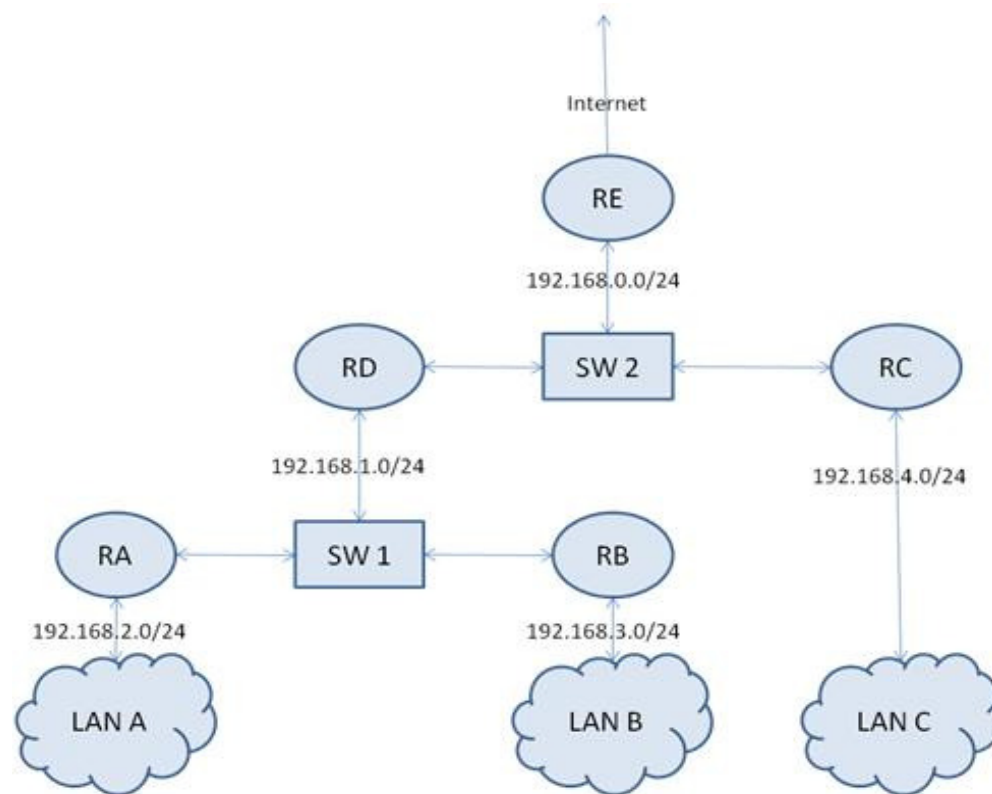 Internet
RE
192.168.0.0/24
RD
SW 2
RC
192.168.1.0/24
192.168.4.0/24
RA
SW 1
RB
192.168.2.0/24
192.168.3.0/24
LAN A
LAN B
LAN C